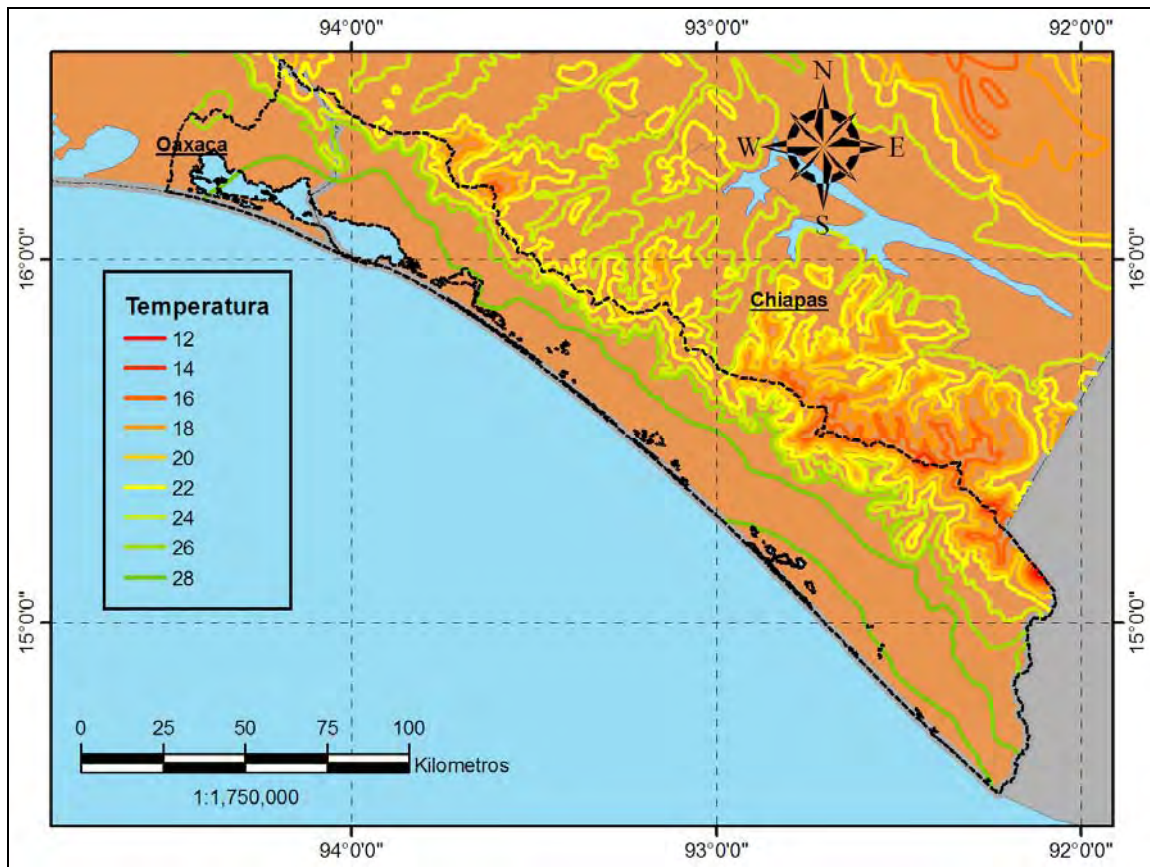 94°0'0" 93°0'0" 92°0'0"
N
W E
S
Oaxaca
16°0'0" 16°0'0"
Chiapas
Temperatura
12
14
16
18
20
22
24
26
28
15°0'0" 15°0'0"
0 25 50 75 100
Kilometros
1:1,750,000
94°0'0" 93°0'0" 92°0'0"